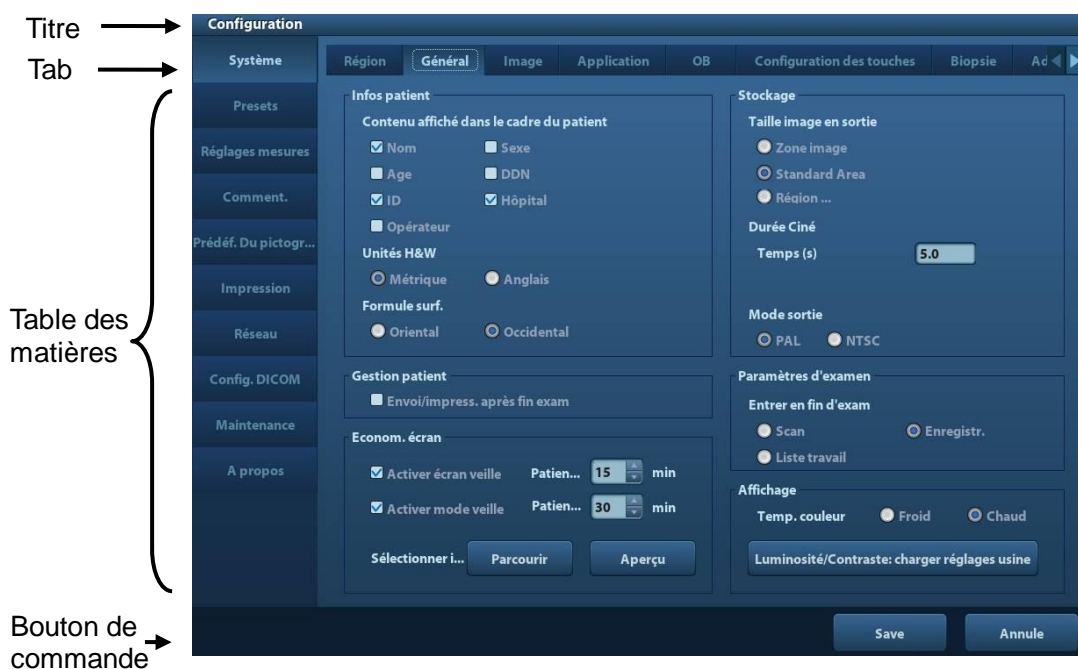 Titre
Tab
Table des
matières
Bouton de
commande
Configuration
Système
Presets
Réglages mesures
Comment.
Prédéf. Du pictogr...
Impression
Réseau
Config. DICOM
Maintenance
A propos
Région Général Image Application OB Configuration des touches Biopsie Ad
Infos patient
Contenu affiché dans le cadre du patient
Nom Sexe
Age DDN
ID Hôpital
Opérateur
Unités H&W
Métrique Anglais
Formule surf.
Oriental Occidental
Gestion patient
Envoi/impress. après fin exam
Econom. écran
Activer écran veille Patien... 15 min
Activer mode veille Patien... 30 min
Sélectionner i... Parcourir Aperçu
Stockage
Taille image en sortie
Zone image
Standard Area
Région ...
Durée Ciné
Temps (s) 5.0
Mode sortie
PAL NTSC
Paramètres d'examen
Entrer en fin d'exam
Scan Enregistr.
Liste travail
Affichage
Temp. couleur Froid Chaud
Luminosité/Contraste: charger réglages usine
Save Annule